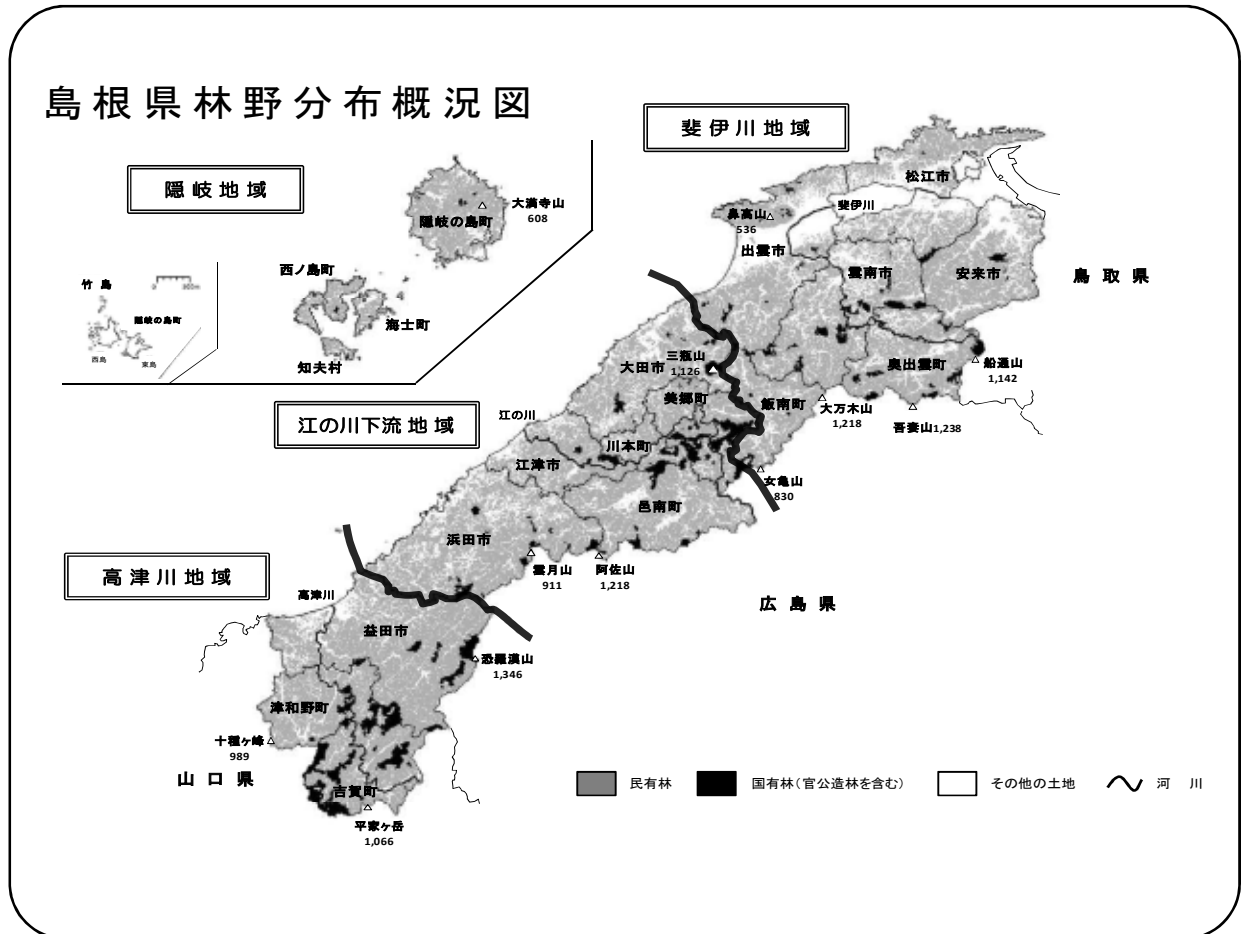 島根県林野分布概況図
斐伊川地域
隠岐地域
松江市
大満寺山
608
隠岐の島町
鼻高山
536
斐伊川
出雲市
雲南市
安来市
鳥取県
西ノ島町
竹島
0 900m
隠岐の島町
西島
東島
海士町
知夫村
三瓶山
1,126
大田市
美郷町
飯南町
奥出雲町
船通山
1,142
大万木山
1,218
吾妻山1,238
江の川下流地域
江の川
川本町
江津市
女亀山
830
邑南町
浜田市
雲月山
911
阿佐山
1,218
高津川地域
高津川
広島県
益田市
恐羅漢山
1,346
津和野町
十種ヶ峰
989
山口県
吉賀町
平家ヶ岳
1,066
民有林
国有林(官公造林を含む)
その他の土地
河川